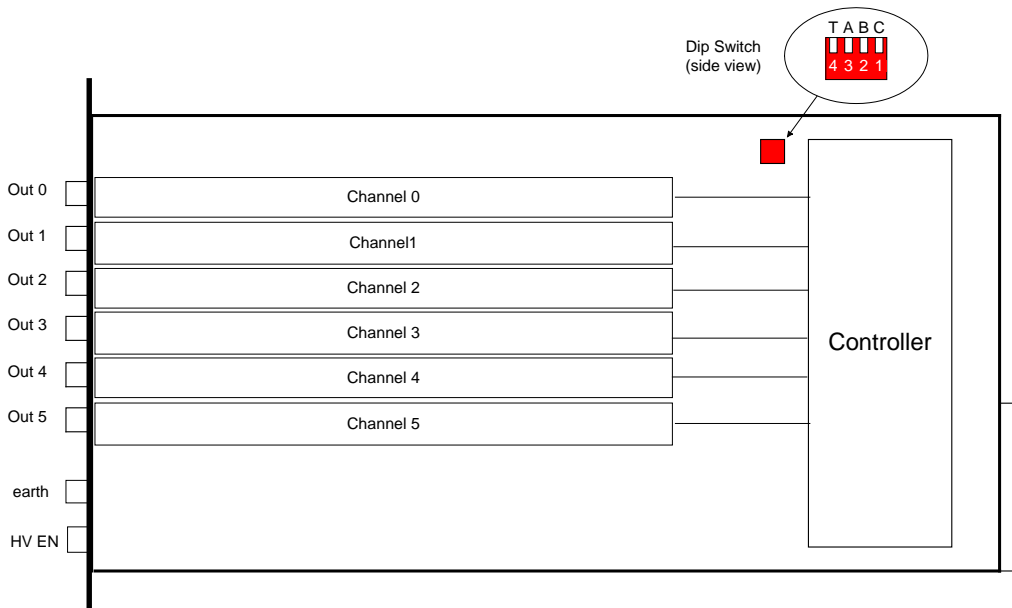 T A B C
Dip Switch
(side view)
4 3 2 1
Out 0
Channel 0
Out 1
Channel1
Out 2
Channel 2
Out 3
Channel 3
Controller
Out 4
Channel 4
Out 5
Channel 5
earth
HV EN